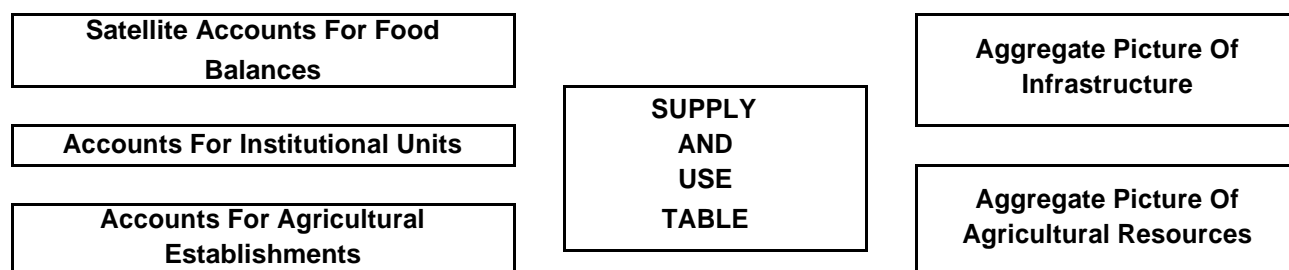 Satellite Accounts For Food
Balances
Accounts For Institutional Units
Accounts For Agricultural
Establishments
SUPPLY
AND
USE
TABLE
Aggregate Picture Of
Infrastructure
Aggregate Picture Of
Agricultural Resources